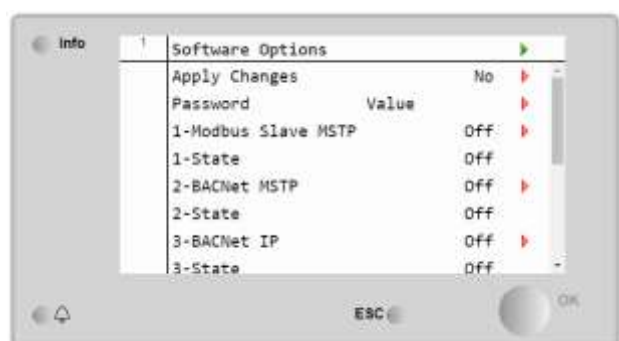 Info
1 Software Options
Apply Changes No
Password Value
1-Modbus Slave MSTP Off
1-State Off
2-BACNet MSTP Off
2-State Off
3-BACNet IP Off
3-State Off
ESC
OK